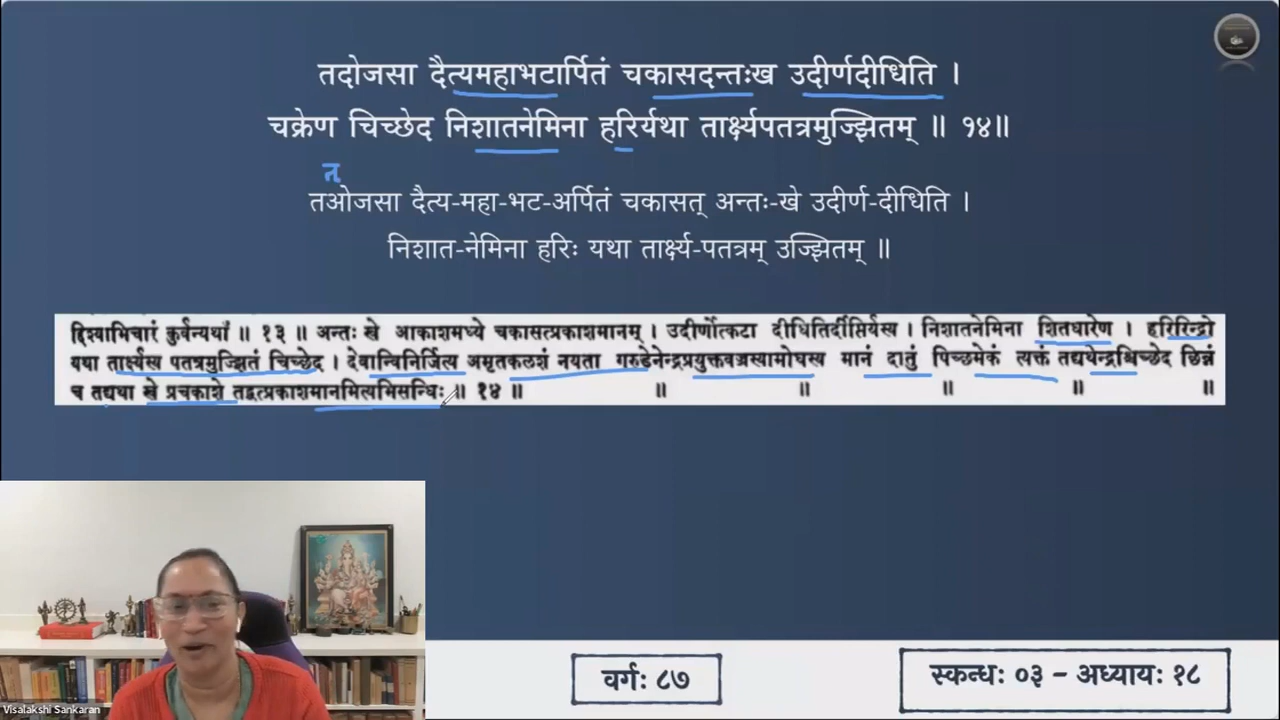 तदोजसा दैत्यमहाभटार्पितं चकासदन्तःख उदीर्णदीधिति ।
चक्रेण चिच्छेद निशातनेमिना हरिर्यथा तार्क्ष्यपतत्रमुज्झितम् ॥ १४॥
त
तओजसा दैत्य-महा-भट-अर्पितं चकासत् अन्तः-खे उदीर्ण-दीधिति ।
निशात-नेमिना हरिः यथा तार्क्ष्य-पतत्रम् उज्झितम् ॥
द्दिश्याभिचारं कुर्वन्यथा ॥ १३ ॥ अन्तः खे आकाशमध्ये चकासत्प्रकाशमानम् । उदीर्णोत्कटा दीधितिर्दीप्तिर्यस्य । निशातनेमिना शितधारेण । हरिरिन्द्रो
यथा तार्क्ष्यस्य पतत्रमुज्झितं चिच्छेद । देवान्विनिर्जित्य अमृतकलशं नयता गरुडेनेन्द्रप्रयुक्तवज्रस्यामोघस्य मानं दातुं पिच्छमेकं त्यक्तं तद्यथेन्द्रश्चिच्छेद छिन्नं
च तद्यथा खे प्रचकाशे तद्वत्प्रकाशमानमित्यभिसन्धिः ॥ १४ ॥ ॥ ॥ ॥ ॥ ॥
Visalakshi Sankaran
वर्गः ८७
स्कन्धः ०३ - अध्यायः १८